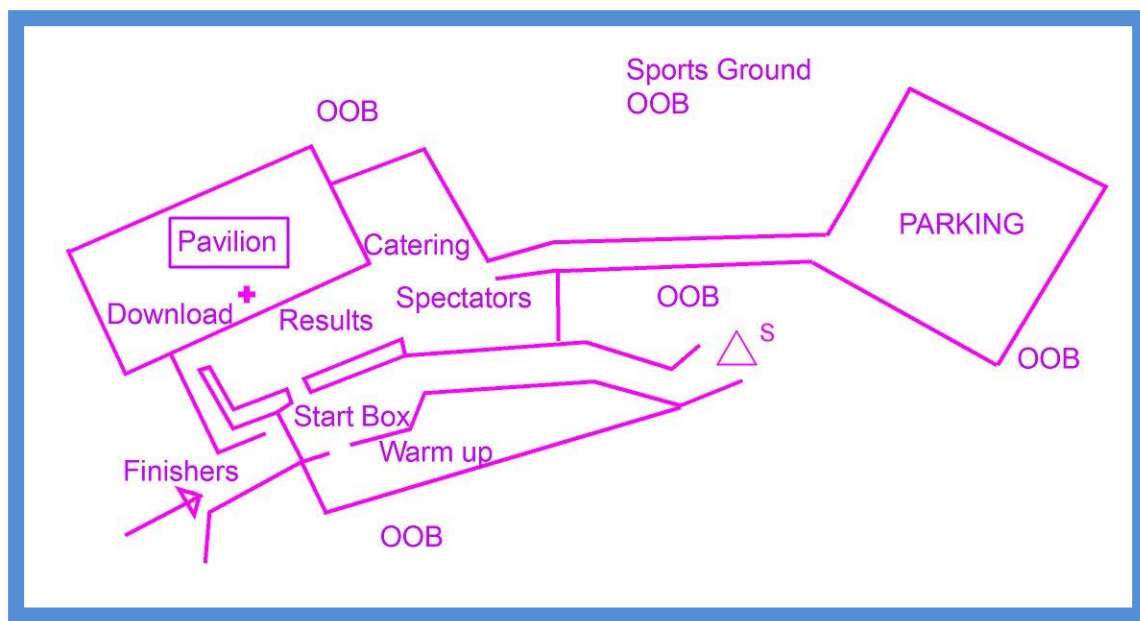 Sports Ground
OOB
OOB
PARKING
Pavilion
Catering
Download
Results
Spectators
OOB
S
OOB
Start Box
Warm up
Finishers
OOB